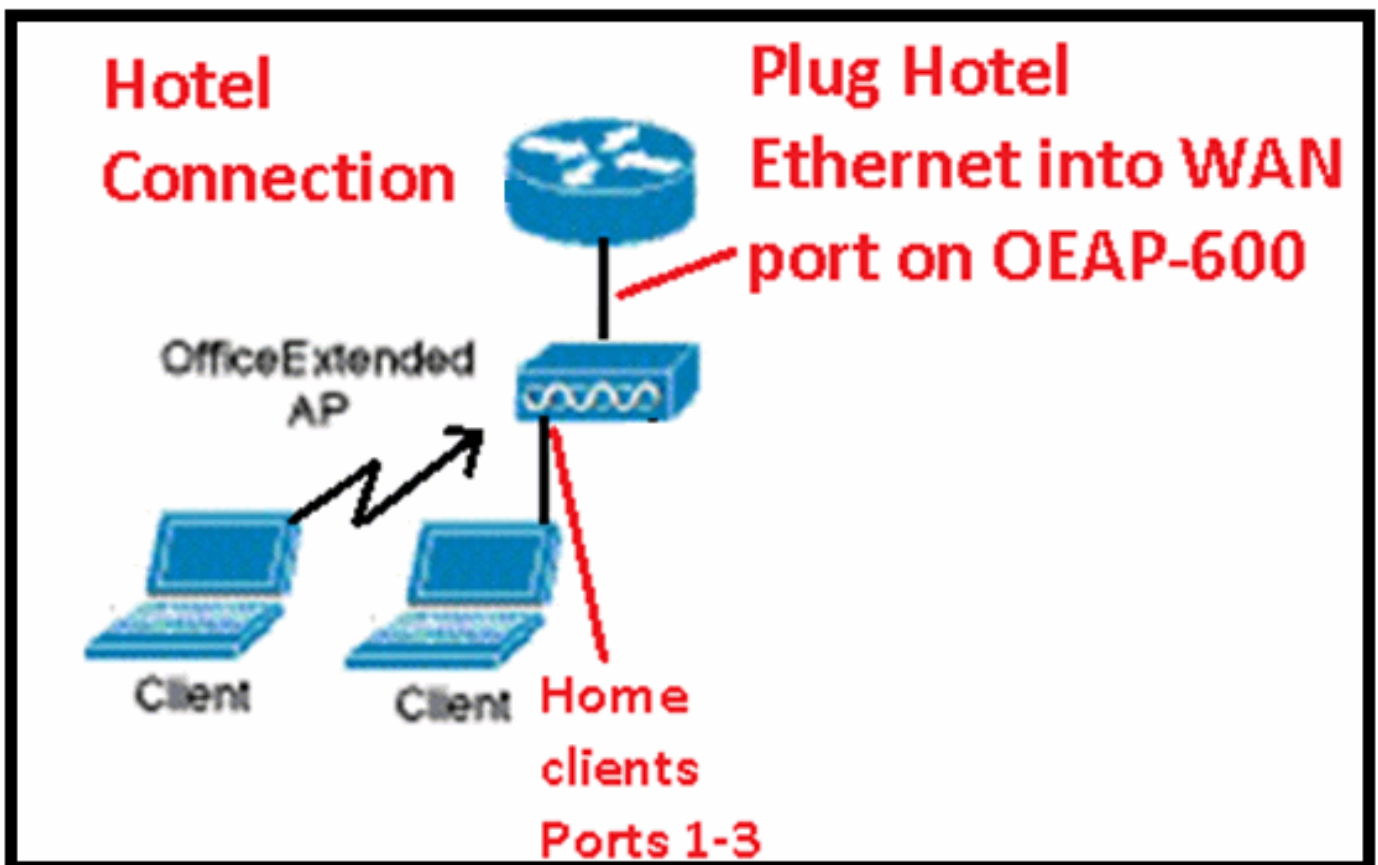 Hotel
Connection
Plug Hotel
Ethernet into WAN
port on OEAP-600
OfficeExtended
AP
Client
Client
Home
clients
Ports 1-3